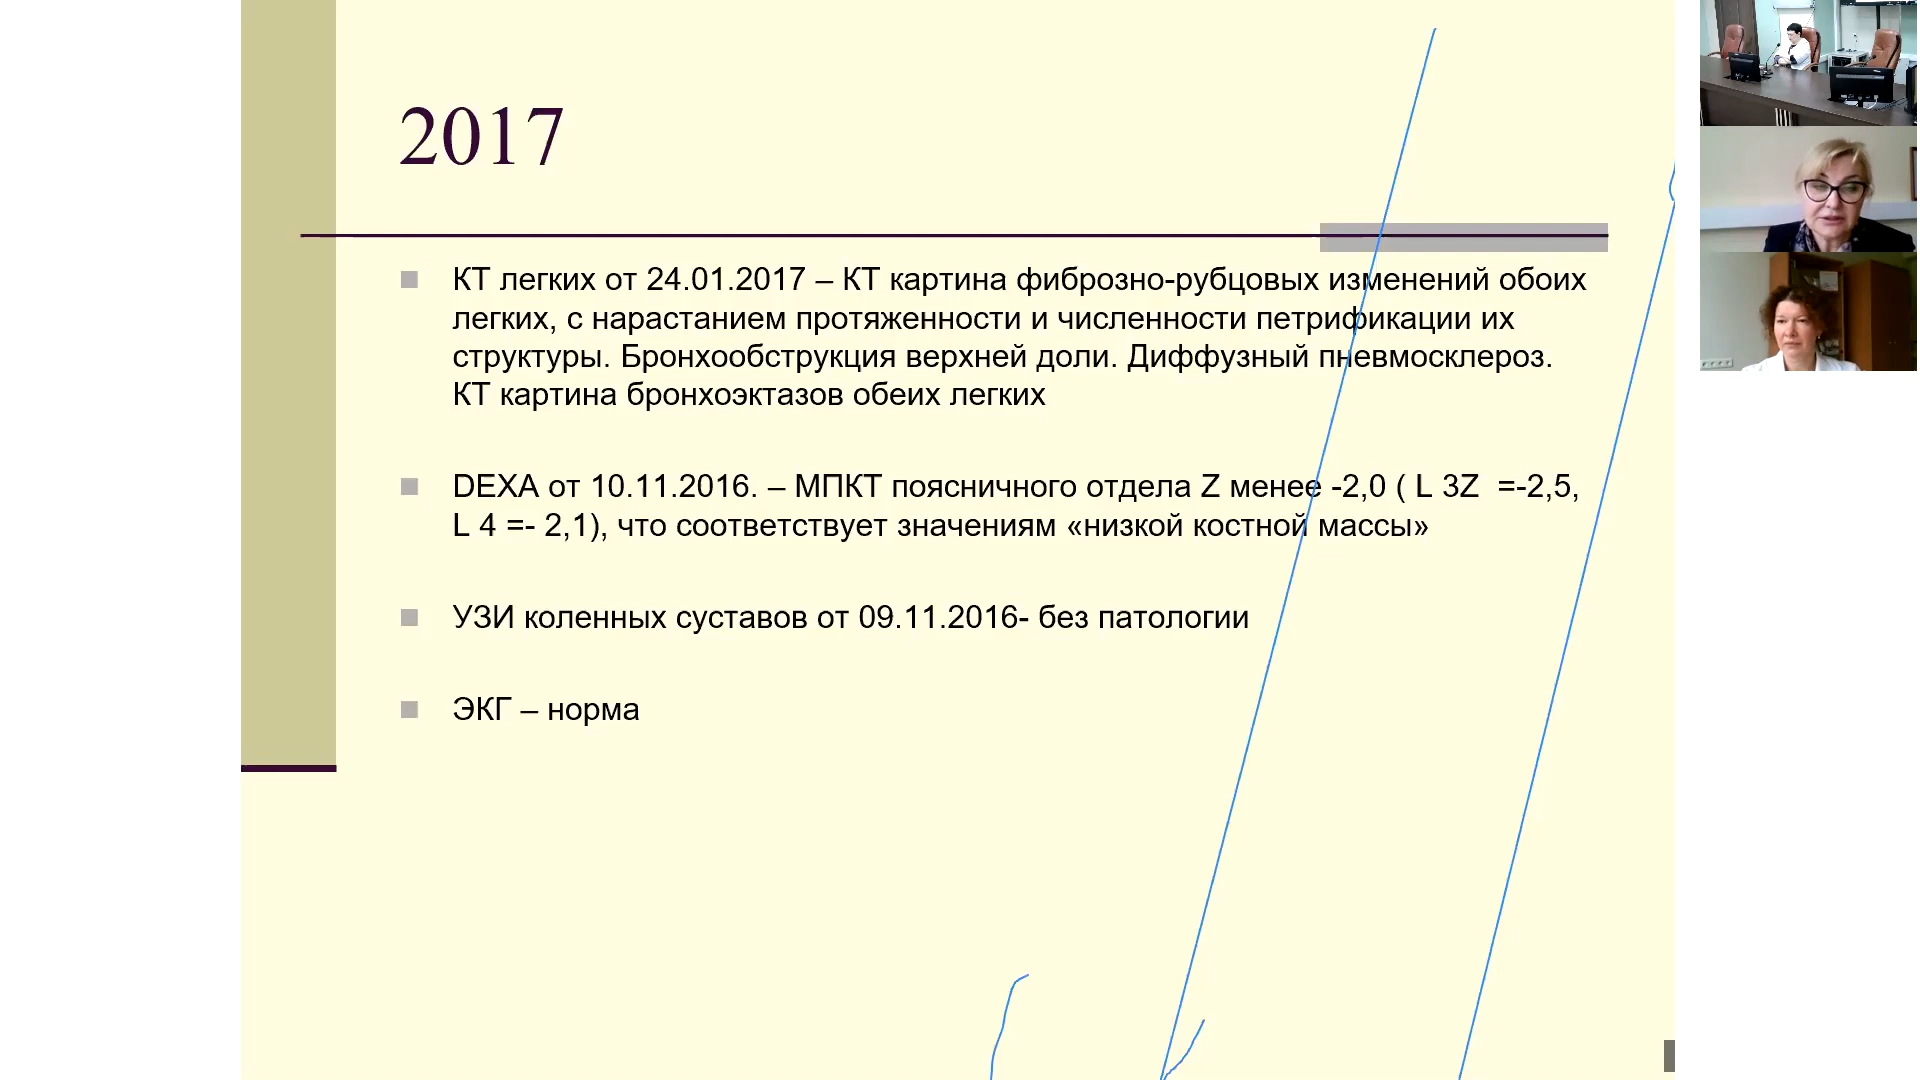 2017
КТ легких от 24.01.2017 – КТ картина фиброзно-рубцовых изменений обоих
легких, с нарастанием протяженности и численности петрификации их
структуры. Бронхообструкция верхней доли. Диффузный пневмосклероз.
КТ картина бронхоэктазов обеих легких
DEXA от 10.11.2016. – МПКТ поясничного отдела Z менее -2,0 ( L 3Z =-2,5,
L 4 =- 2,1), что соответствует значениям «низкой костной массы»
УЗИ коленных суставов от 09.11.2016- без патологии
ЭКГ – норма